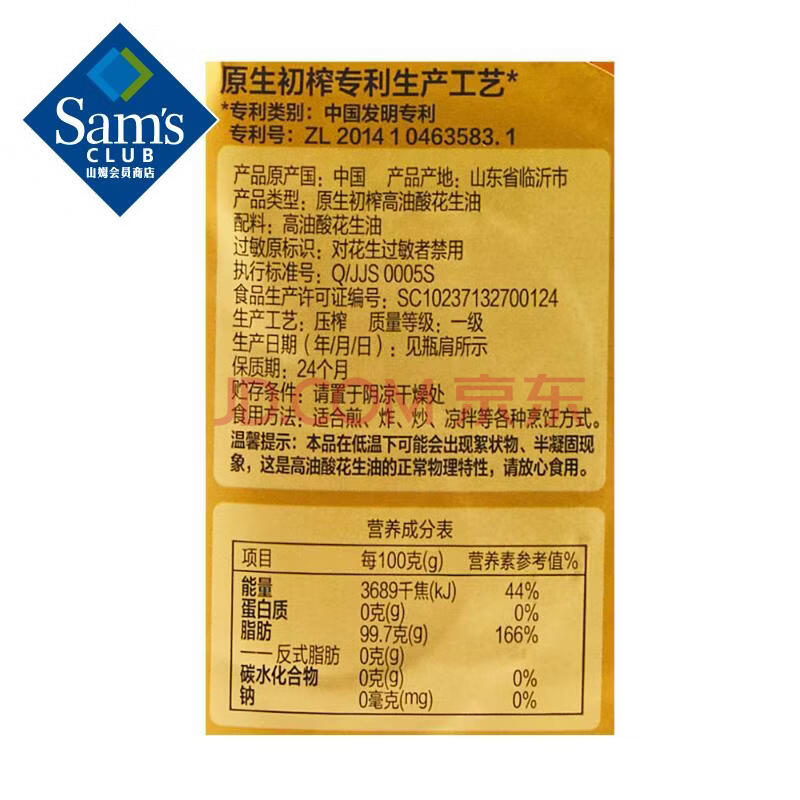 Sam's
CLUB
山姆会员商店
原生初榨专利生产工艺*
*专利类别：中国发明专利
专利号：ZL 2014 1 0463583.1
产品原产国：中国 产品产地：山东省临沂市
产品类型：原生初榨高油酸花生油
配料：高油酸花生油
过敏原标识：对花生过敏者禁用
执行标准号：Q/JJS 0005S
食品生产许可证编号：SC10237132700124
生产工艺：压榨 质量等级：一级
生产日期（年/月/日）：见瓶肩所示
保质期：24个月
贮存条件：请置于阴凉干燥处
JD.COM 京东
食用方法：适合煎、炸、炒、凉拌等各种烹饪方式。
温馨提示：本品在低温下可能会出现絮状物、半凝固现
象，这是高油酸花生油的正常物理特性，请放心食用。
营养成分表
项目 每100克(g) 营养素参考值%
能量 3689千焦(kJ) 44%
蛋白质 0克(g) 0%
脂肪 99.7克(g) 166%
——反式脂肪 0克(g)
碳水化合物 0克(g) 0%
钠 0毫克(mg) 0%